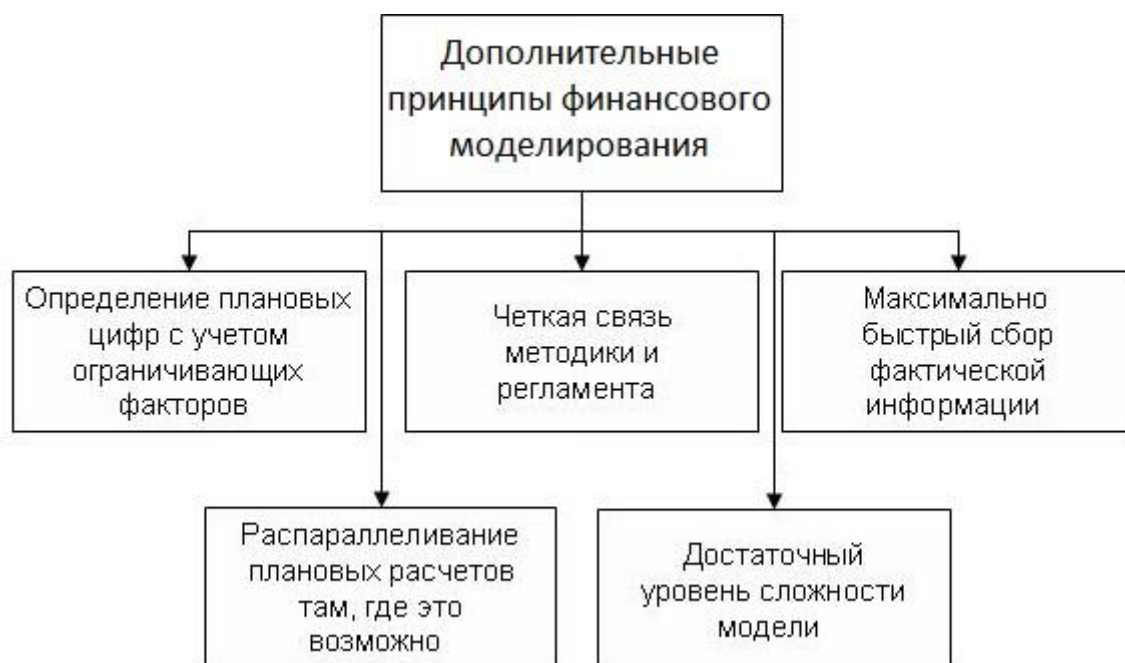 Дополнительные
принципы финансового
моделирования
Определение плановых
цифр с учетом
ограничивающих
факторов
Четкая связь
методики и
регламента
Максимально
быстрый сбор
фактической
информации
Распараллеливание
плановых расчетов
там, где это
возможно
Достаточный
уровень сложности
модели